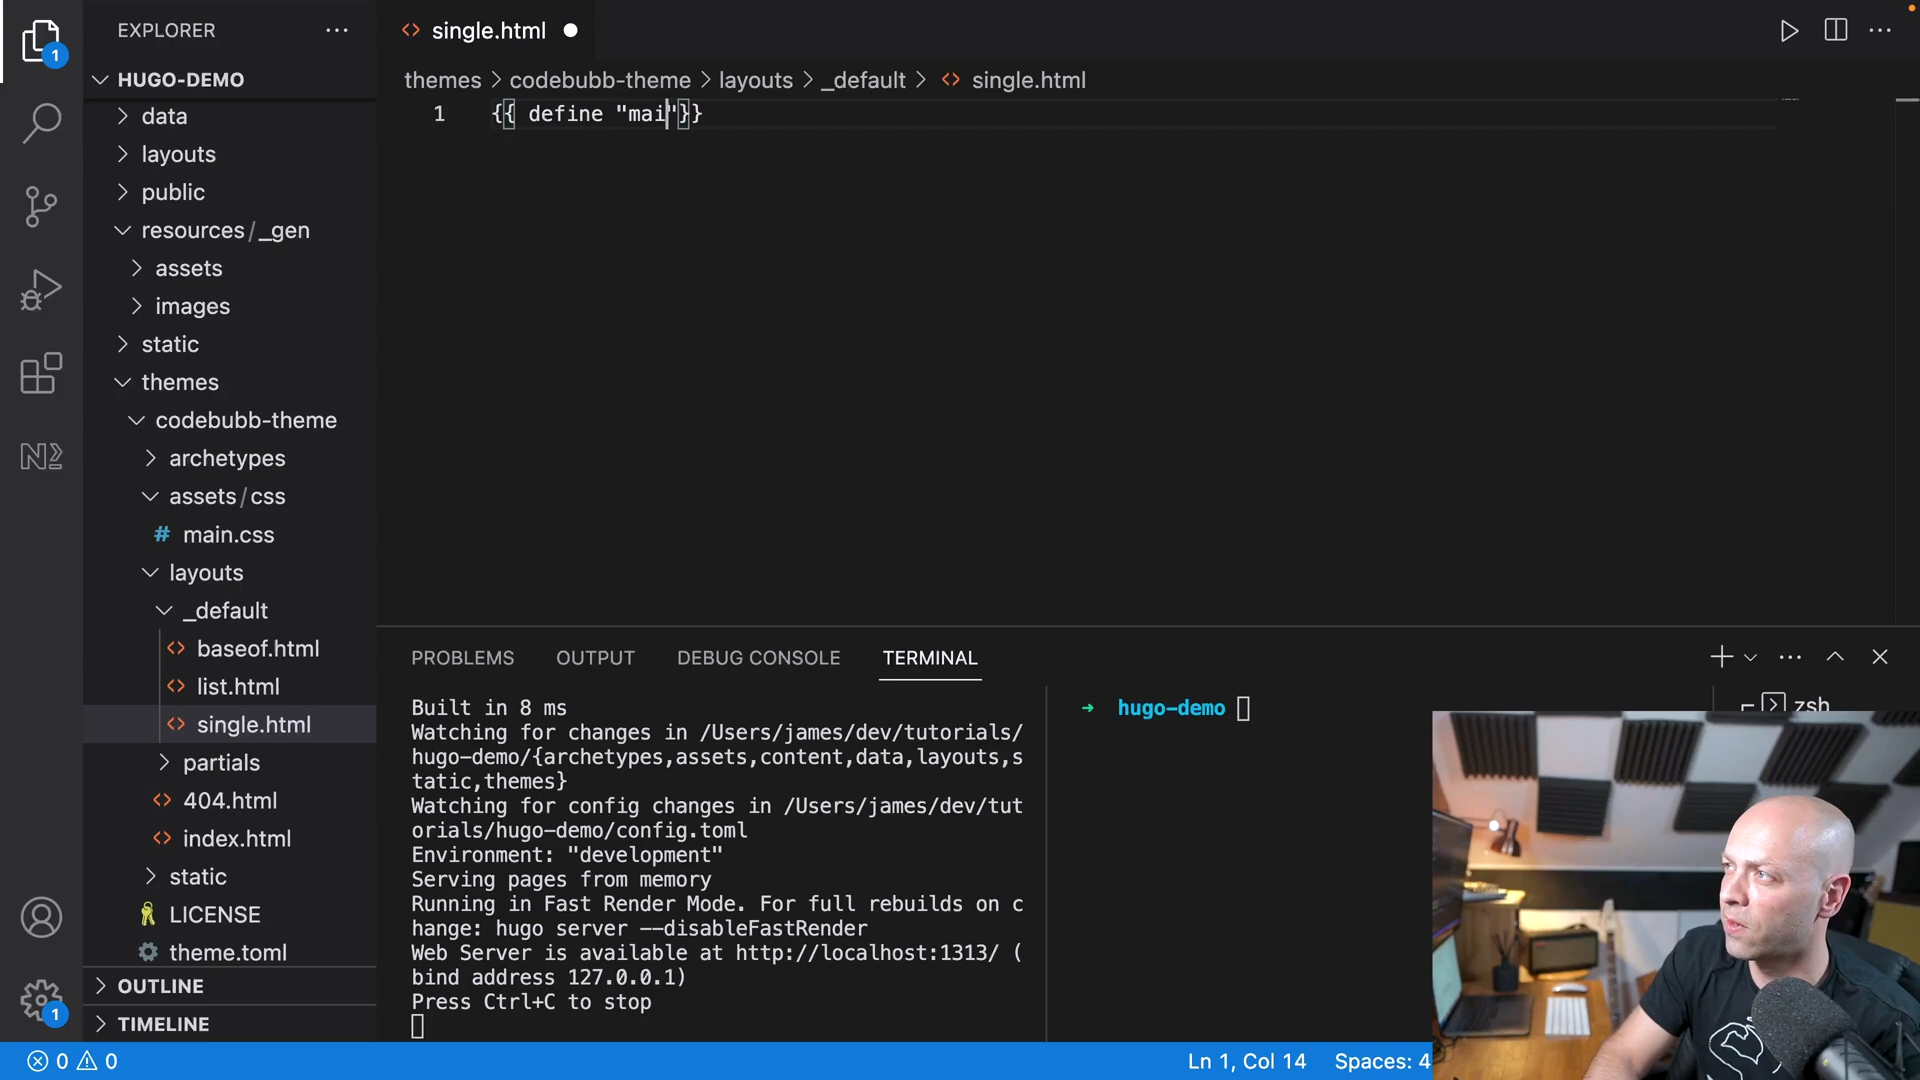 EXPLORER
HUGO-DEMO
data
layouts
public
resources/_gen
assets
images
static
themes
codebubb-theme
archetypes
assets/css
main.css
layouts
_default
baseof.html
list.html
single.html
partials
404.html
index.html
static
LICENSE
theme.toml
OUTLINE
TIMELINE
1
1
0 0
single.html
themes > codebubb-theme > layouts > _default > single.html
1 {{ define "mai"}}
PROBLEMS OUTPUT DEBUG CONSOLE TERMINAL
Built in 8 ms
Watching for changes in /Users/james/dev/tutorials/
hugo-demo/{archetypes,assets,content,data,layouts,s
tatic,themes}
Watching for config changes in /Users/james/dev/tut
orials/hugo-demo/config.toml
Environment: "development"
Serving pages from memory
Running in Fast Render Mode. For full rebuilds on c
hange: hugo server --disableFastRender
Web Server is available at http://localhost:1313/ (
bind address 127.0.0.1)
Press Ctrl+C to stop
→ hugo-demo
zsh
Ln 1, Col 14 Spaces: 4